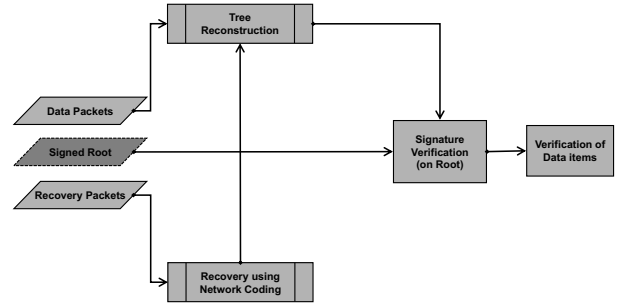 Tree
Reconstruction
Data Packets
Signed Root
Signature
Verification
(on Root)
Verification of
Data items
Recovery Packets
Recovery using
Network Coding